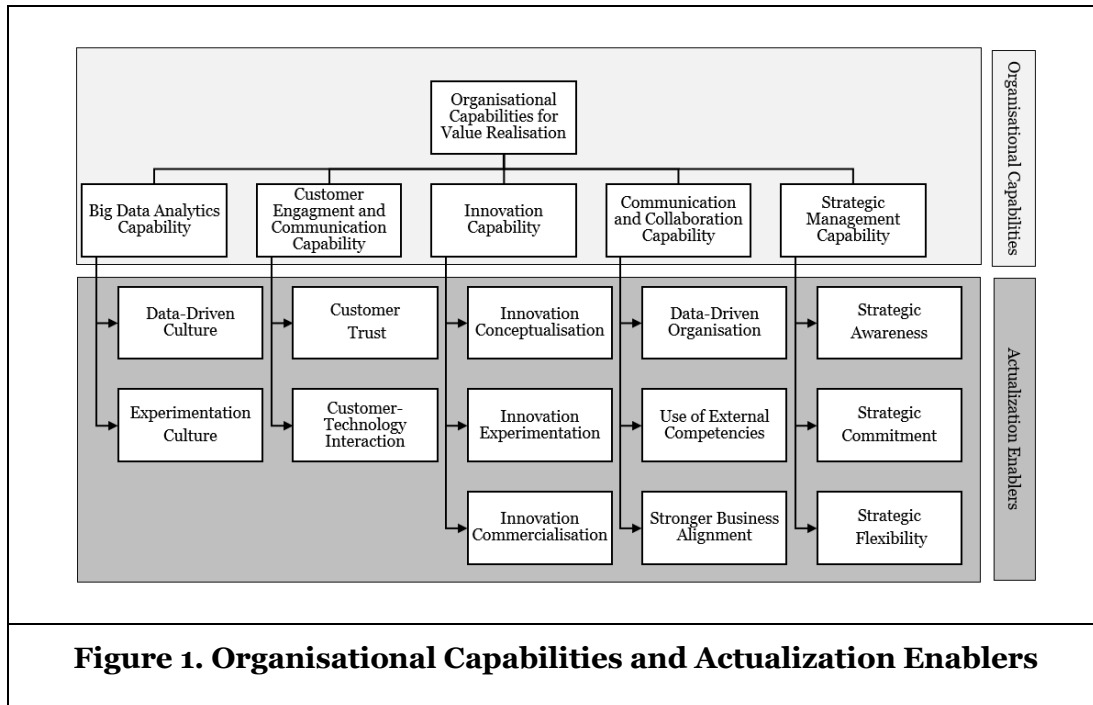 Organisational
Capabilities for
Value Realisation
Organisational Capabilities
Big Data Analytics
Capability
Customer
Engagment and
Communication
Capability
Innovation
Capability
Communication
and Collaboration
Capability
Strategic
Management
Capability
Data-Driven
Culture
Customer
Trust
Innovation
Conceptualisation
Data-Driven
Organisation
Strategic
Awareness
Actualization Enablers
Experimentation
Culture
Customer-
Technology
Interaction
Innovation
Experimentation
Use of External
Competencies
Strategic
Commitment
Innovation
Commercialisation
Stronger Business
Alignment
Strategic
Flexibility
Figure 1. Organisational Capabilities and Actualization Enablers